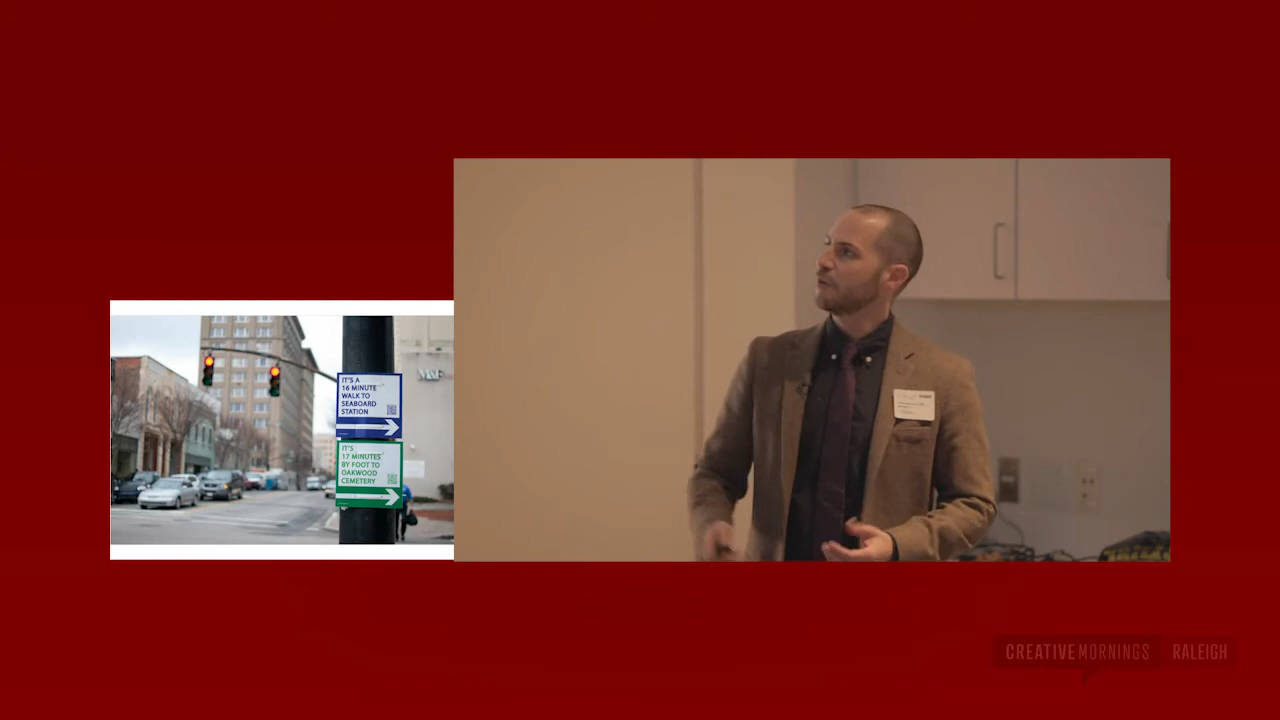 M&F
IT'S A
16 MINUTE
WALK TO
SEABOARD
STATION
IT'S
17 MINUTES
BY FOOT TO
OAKWOOD
CEMETERY
CREATIVEMORNINGS RALEIGH